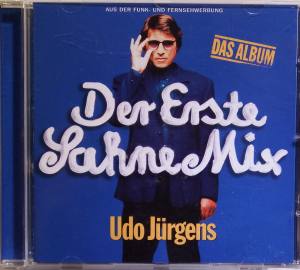 AUS DER FUNK- UND FERNSEHWERBUNG
DAS ALBUM
Der Erste
Sahne Mix
Udo Jürgens